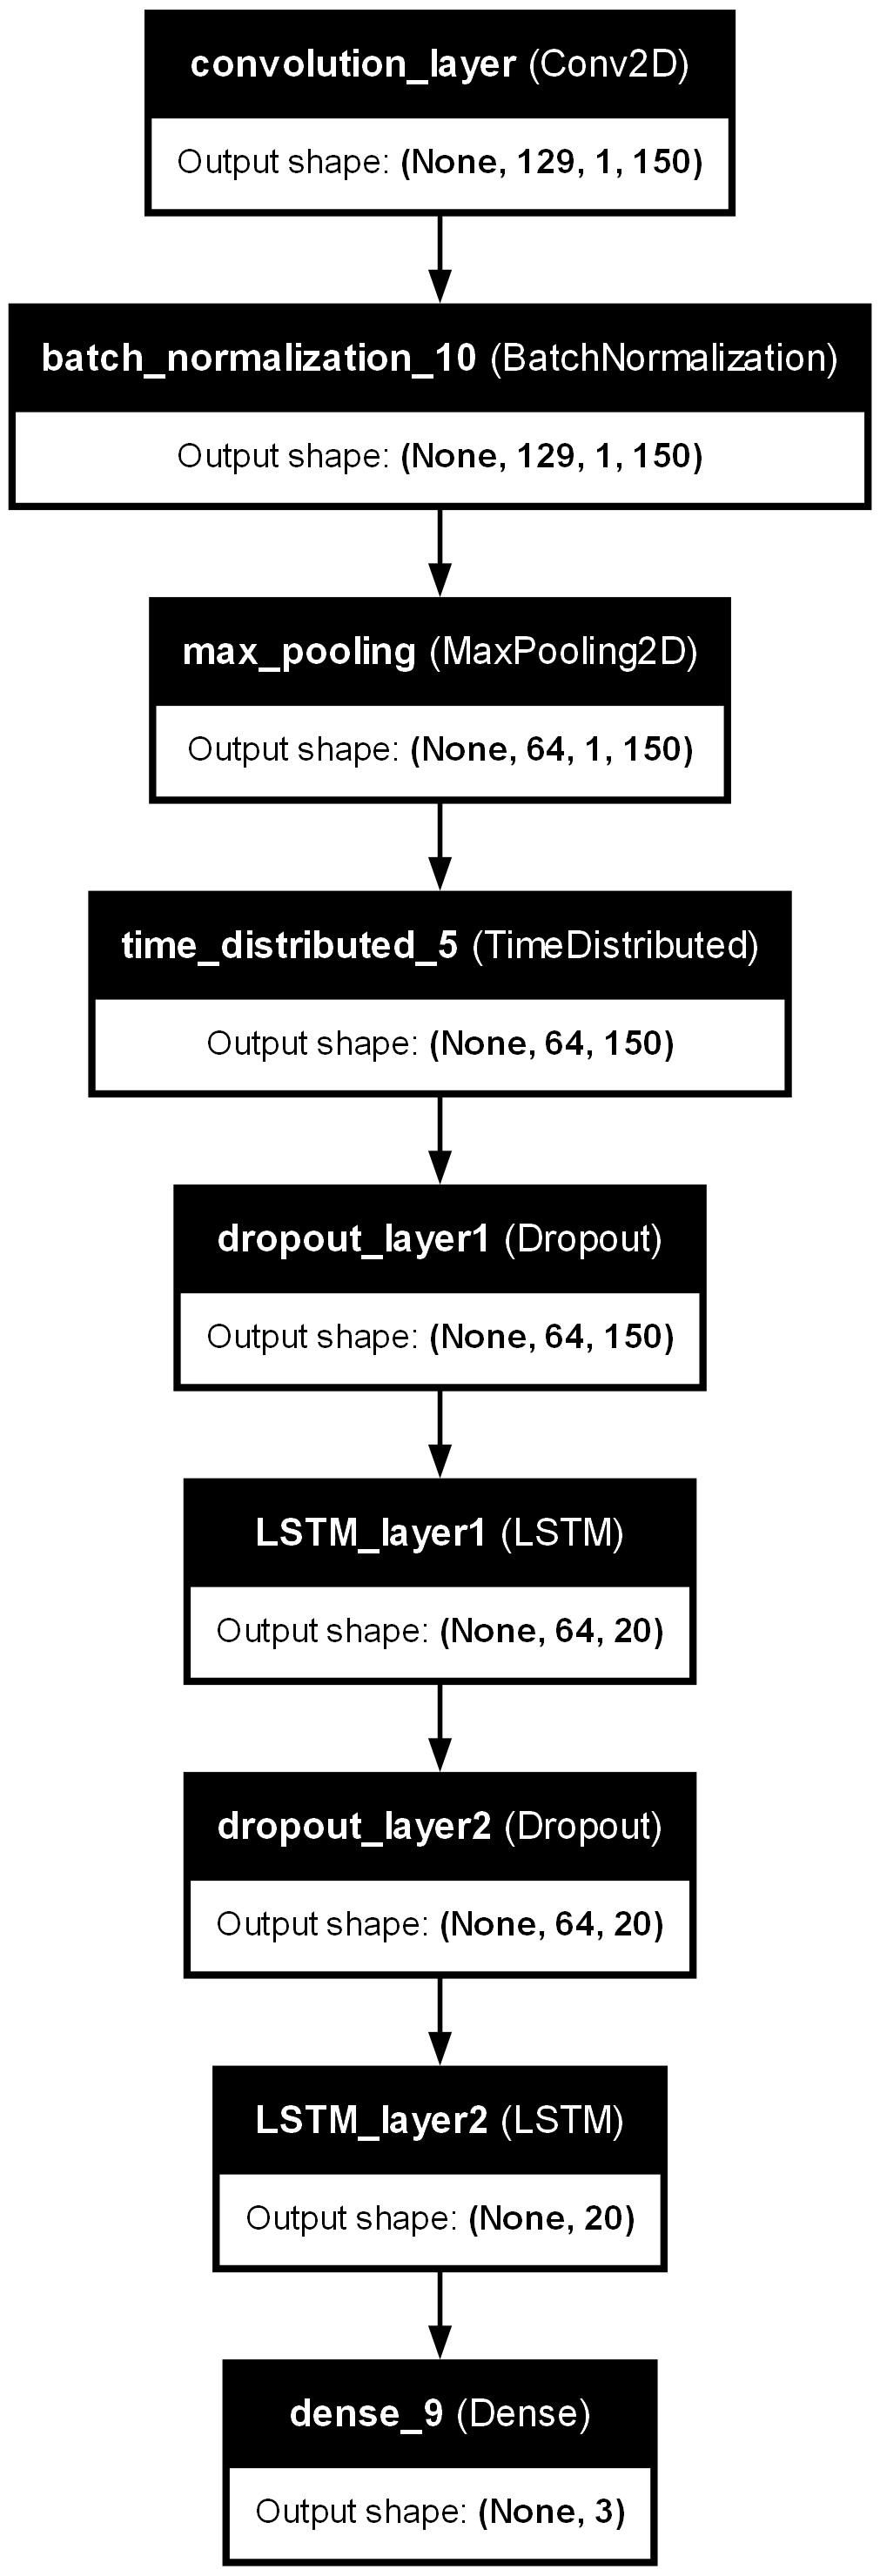 convolution_layer (Conv2D)
Output shape: (None, 129, 1, 150)
batch_normalization_10 (BatchNormalization)
Output shape: (None, 129, 1, 150)
max_pooling (MaxPooling2D)
Output shape: (None, 64, 1, 150)
time_distributed_5 (TimeDistributed)
Output shape: (None, 64, 150)
dropout_layer1 (Dropout)
Output shape: (None, 64, 150)
LSTM_layer1 (LSTM)
Output shape: (None, 64, 20)
dropout_layer2 (Dropout)
Output shape: (None, 64, 20)
LSTM_layer2 (LSTM)
Output shape: (None, 20)
dense_9 (Dense)
Output shape: (None, 3)